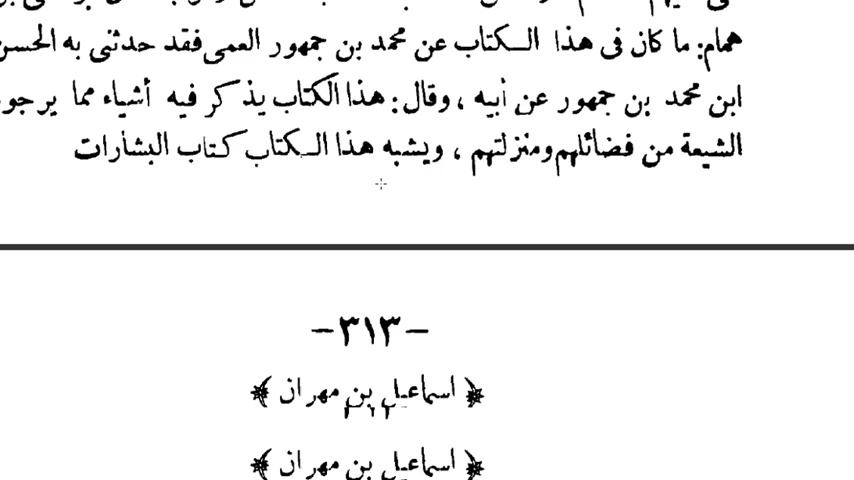 همام: ما كان فى هذا الكتاب عن محمد بن جمهور العمى فقد حدثنى به الحسن
ابن محمد بن جمهور عن أبيه ، وقال: هذا الكتاب يذكر فيه أشياء مما يرجو
الشيعة من فضائلهم ومنزلتهم ، ويشبه هذا الكتاب كتاب البشارات
-٣١٣-
﴿ اسماعيل بن مهران ﴾
﴿ اسماعيل بن مهران ﴾